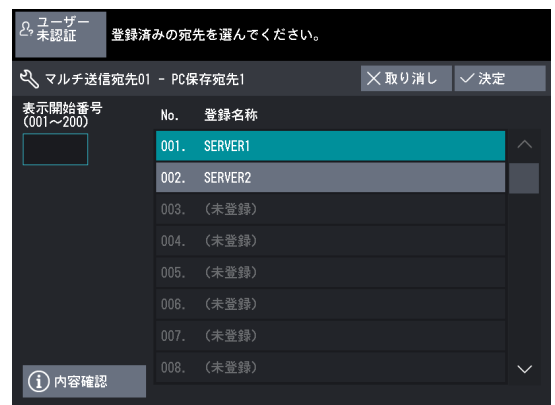 ユーザー
未認証
登録済みの宛先を選んでください。
マルチ送信宛先01 - PC保存宛先1
取り消し
決定
表示開始番号
(001～200)
No. 登録名称
001. SERVER1
002. SERVER2
003. (未登録)
004. (未登録)
005. (未登録)
006. (未登録)
007. (未登録)
008. (未登録)
内容確認